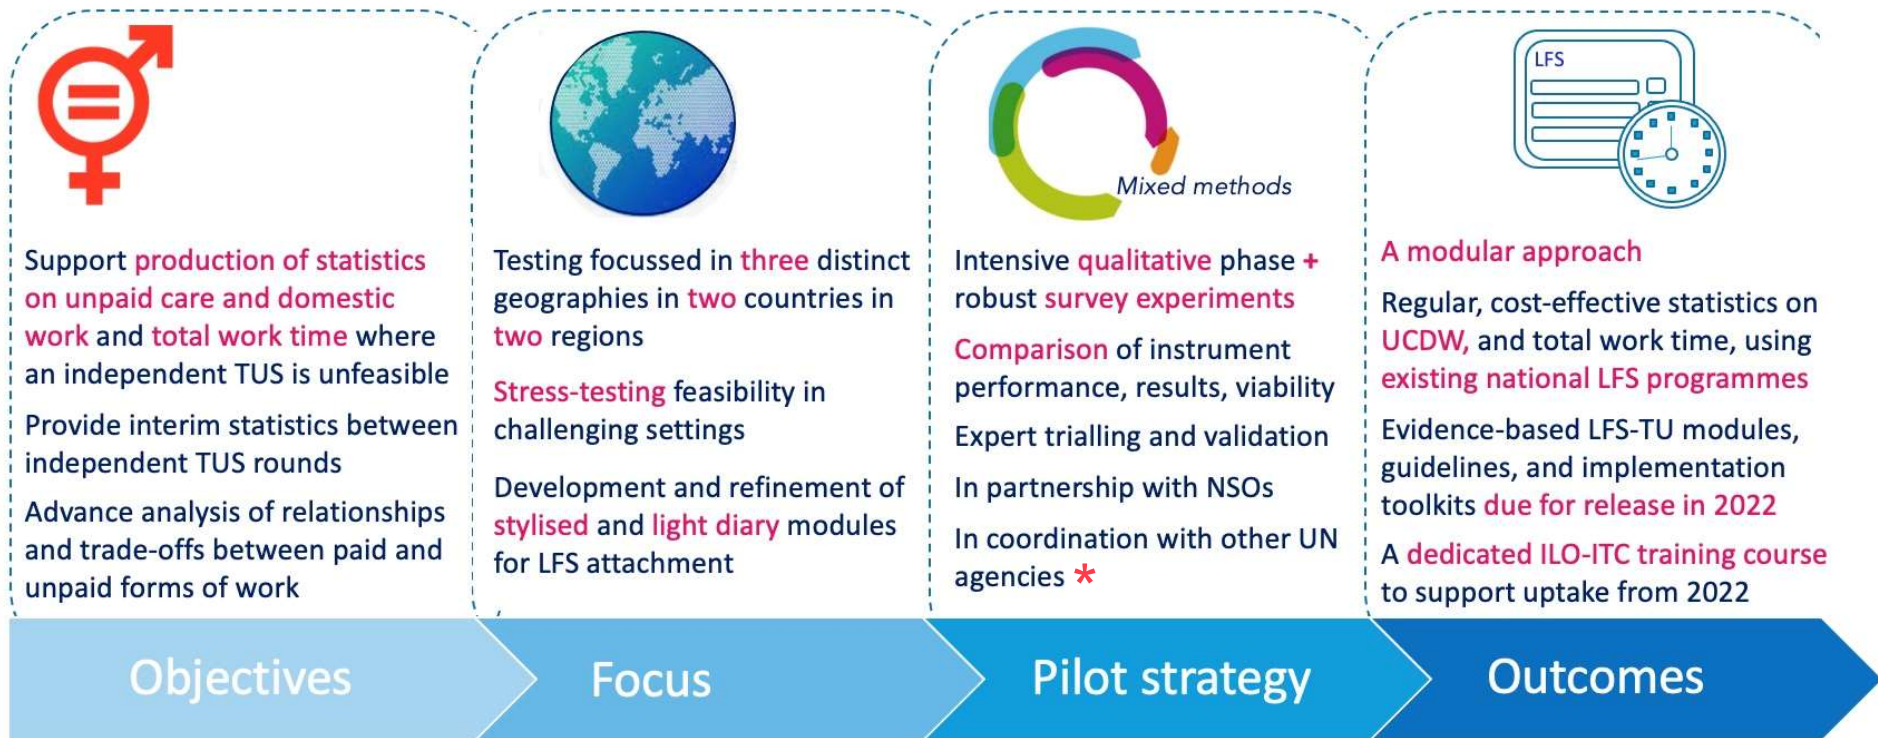 Support production of statistics
on unpaid care and domestic
work and total work time where
an independent TUS is unfeasible
Provide interim statistics between
independent TUS rounds
Advance analysis of relationships
and trade-offs between paid and
unpaid forms of work
Objectives
Testing focussed in three distinct
geographies in two countries in
two regions
Stress-testing feasibility in
challenging settings
Development and refinement of
stylised and light diary modules
for LFS attachment
Focus
Mixed methods
Intensive qualitative phase +
robust survey experiments
Comparison of instrument
performance, results, viability
Expert trialling and validation
In partnership with NSOs
In coordination with other UN
agencies *
Pilot strategy
LFS
A modular approach
Regular, cost-effective statistics on
UCDW, and total work time, using
existing national LFS programmes
Evidence-based LFS-TU modules,
guidelines, and implementation
toolkits due for release in 2022
A dedicated ILO-ITC training course
to support uptake from 2022
Outcomes